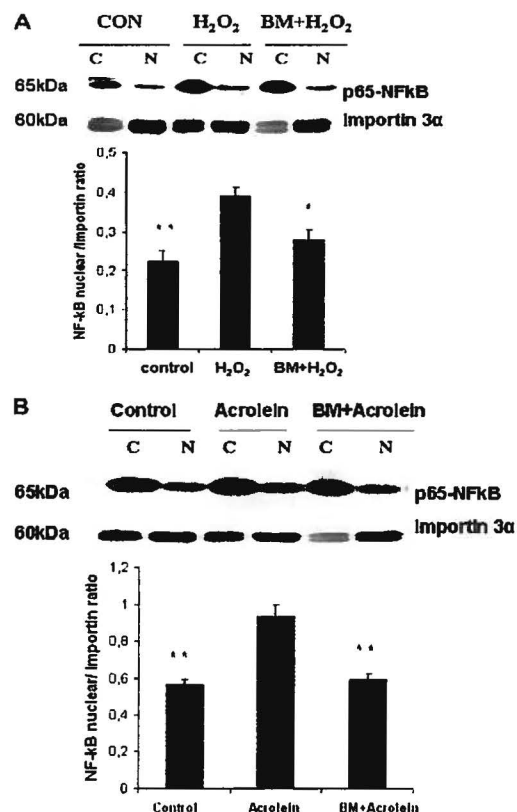 A
CON H₂O₂ BM+H₂O₂
C N C N C N
65kDa p65-NFkB
60kDa Importin 3α
NF-kB nuclear /Importin ratio
0,5
0,4
0,3
0,2
0,1
0
** *
control H₂O₂ BM+H₂O₂
B
Control Acrolein BM+Acrolein
C N C N C N
65kDa p65-NFkB
60kDa Importin 3α
NF-kB nuclear/ Importin ratio
1,2
1
0,8
0,6
0,4
0,2
0
** **
Control Acrolein BM+Acrolein